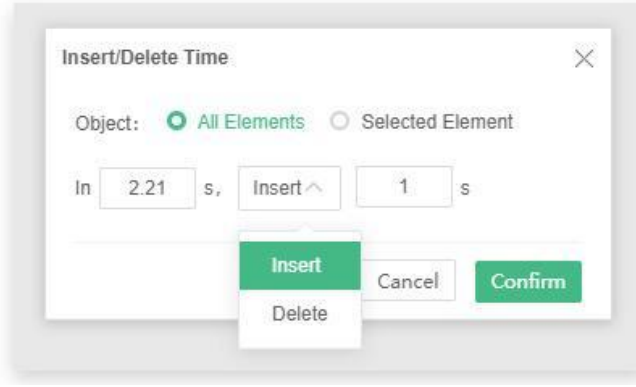 Insert/Delete Time
Object: All Elements Selected Element
In 2.21 s, Insert 1 s
Insert
Cancel Confirm
Delete